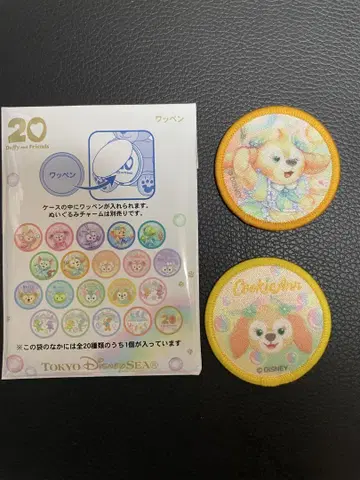 20
Duffy and Friends
ワッペン
ワッペン
ケースの中にワッペンが入れられます。
ぬいぐるみチャームは別売りです。
※この袋のなかには全20種類のうち1個が入っています
TOKYO DISNEYSEA®
CookieAnn
© DISNEY